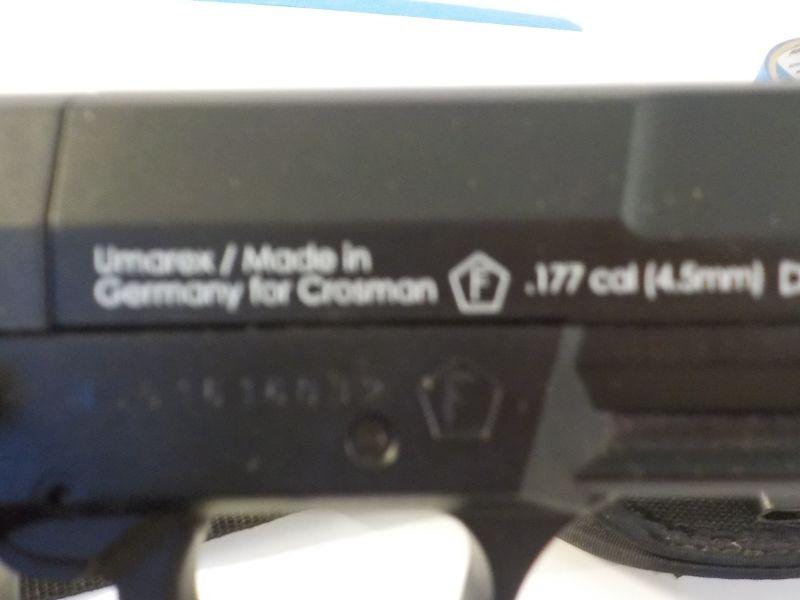 Umarex / Made in
Germany for Crosman F .177 cal (4.5mm) D
F